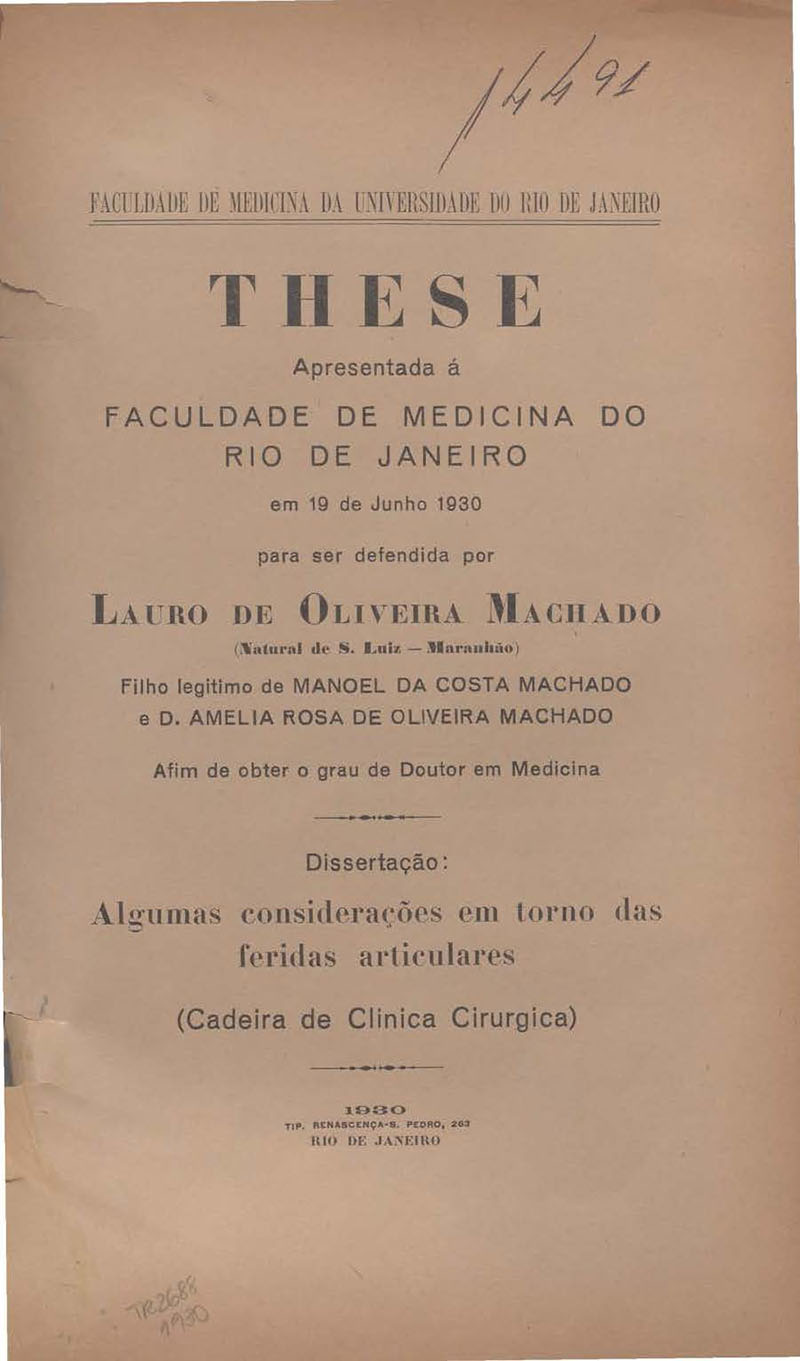 14491
FACULDADE DE MEDICINA DA UNIVERSIDADE DO RIO DE JANEIRO
THESE
Apresentada á
FACULDADE DE MEDICINA DO
RIO DE JANEIRO
em 19 de Junho 1930
para ser defendida por
LAURO DE OLIVEIRA MACHADO
(Natural de S. Luiz — Maranhão)
Filho legitimo de MANOEL DA COSTA MACHADO
e D. AMELIA ROSA DE OLIVEIRA MACHADO
Afim de obter o grau de Doutor em Medicina
Dissertação:
Algumas considerações em torno das
feridas articulares
(Cadeira de Clinica Cirurgica)
1930
TIP. RENASCENÇA-S. PEDRO, 263
RIO DE JANEIRO
TR2688
1930